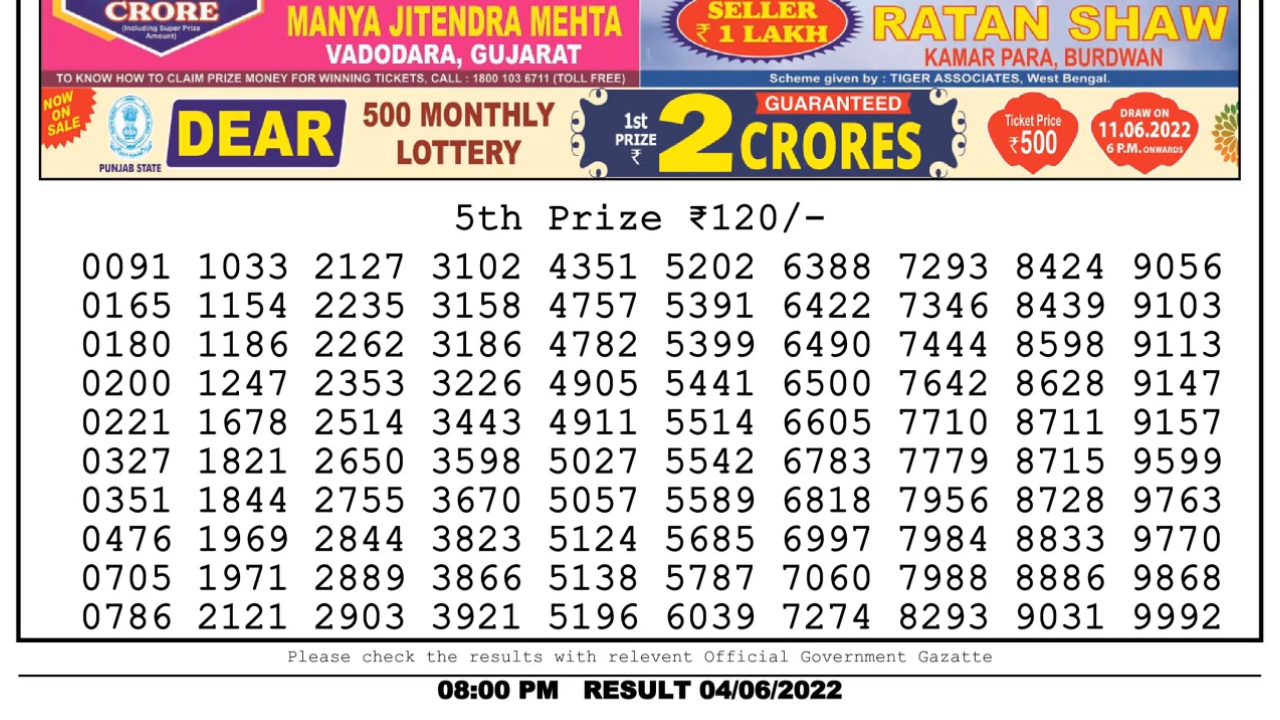 CRORE
(Including Super Prize
Amount)
MANYA JITENDRA MEHTA
VADODARA, GUJARAT
SELLER
₹ 1 LAKH
RATAN SHAW
KAMAR PARA, BURDWAN
TO KNOW HOW TO CLAIM PRIZE MONEY FOR WINNING TICKETS, CALL : 1800 103 6711 (TOLL FREE)
Scheme given by : TIGER ASSOCIATES, West Bengal.
NOW
ON
SALE
PUNJAB STATE
DEAR
500 MONTHLY
LOTTERY
1st
PRIZE
₹
2
GUARANTEED
CRORES
Ticket Price
₹500
DRAW ON
11.06.2022
6 P.M. ONWARDS
5th Prize ₹120/-
0091 1033 2127 3102 4351 5202 6388 7293 8424 9056
0165 1154 2235 3158 4757 5391 6422 7346 8439 9103
0180 1186 2262 3186 4782 5399 6490 7444 8598 9113
0200 1247 2353 3226 4905 5441 6500 7642 8628 9147
0221 1678 2514 3443 4911 5514 6605 7710 8711 9157
0327 1821 2650 3598 5027 5542 6783 7779 8715 9599
0351 1844 2755 3670 5057 5589 6818 7956 8728 9763
0476 1969 2844 3823 5124 5685 6997 7984 8833 9770
0705 1971 2889 3866 5138 5787 7060 7988 8886 9868
0786 2121 2903 3921 5196 6039 7274 8293 9031 9992
Please check the results with relevent Official Government Gazatte
08:00 PM RESULT 04/06/2022